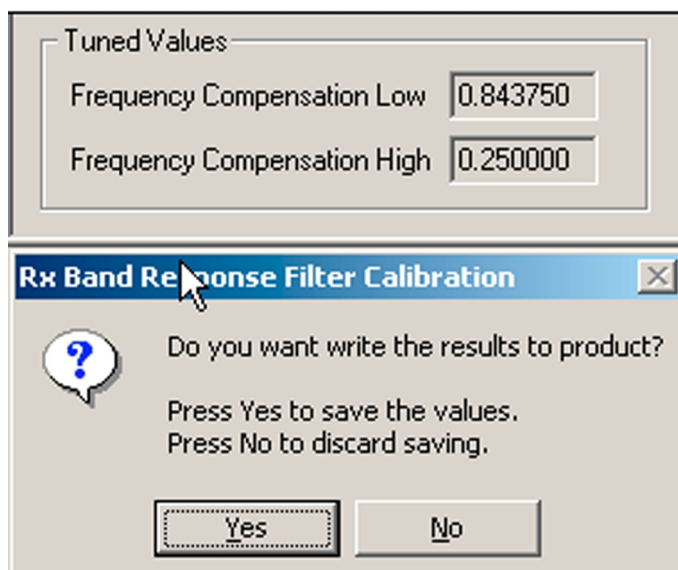 Tuned Values
Frequency Compensation Low 0.843750
Frequency Compensation High 0.250000
Rx Band Response Filter Calibration
Do you want write the results to product?
Press Yes to save the values.
Press No to discard saving.
Yes No